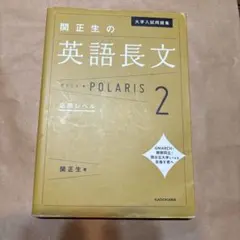 大学入試問題集
関正生の
英語長文
POLARIS
2
応用レベル
関正生 著
KADOKAWA